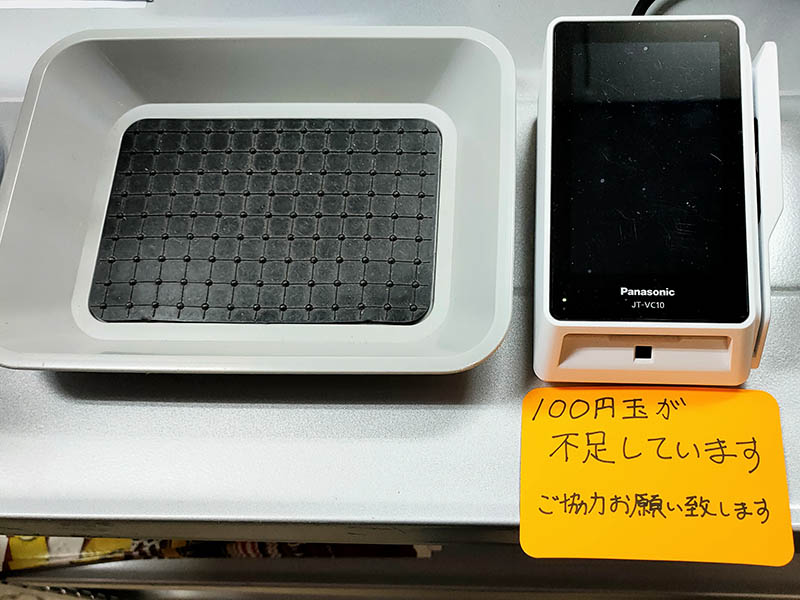 Panasonic
JT-VC10
100円玉が
不足しています
ご協力お願い致します